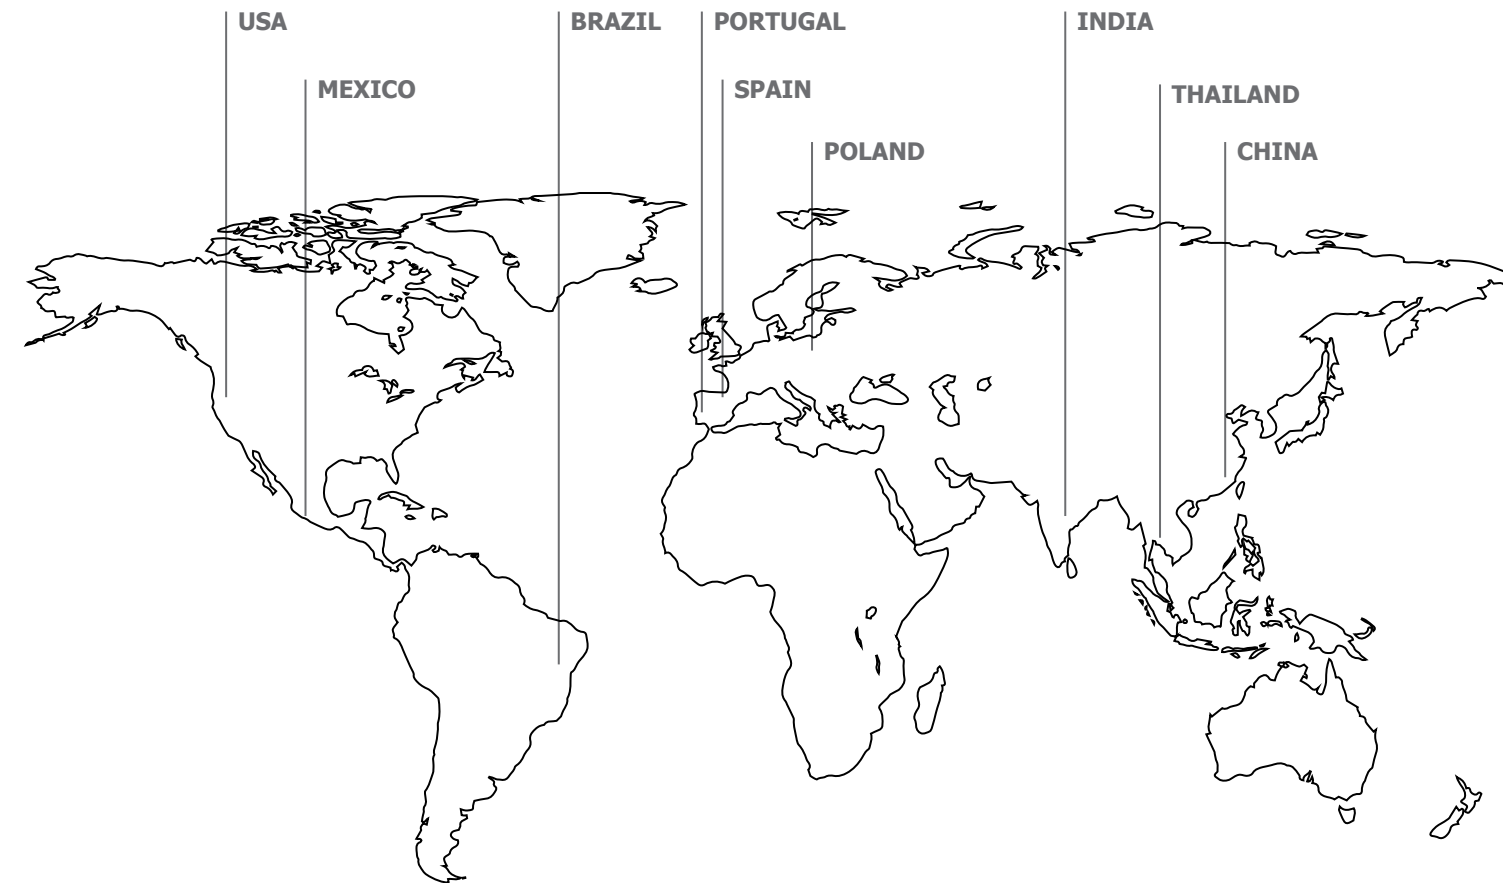 USA
BRAZIL
PORTUGAL
INDIA
MEXICO
SPAIN
THAILAND
POLAND
CHINA